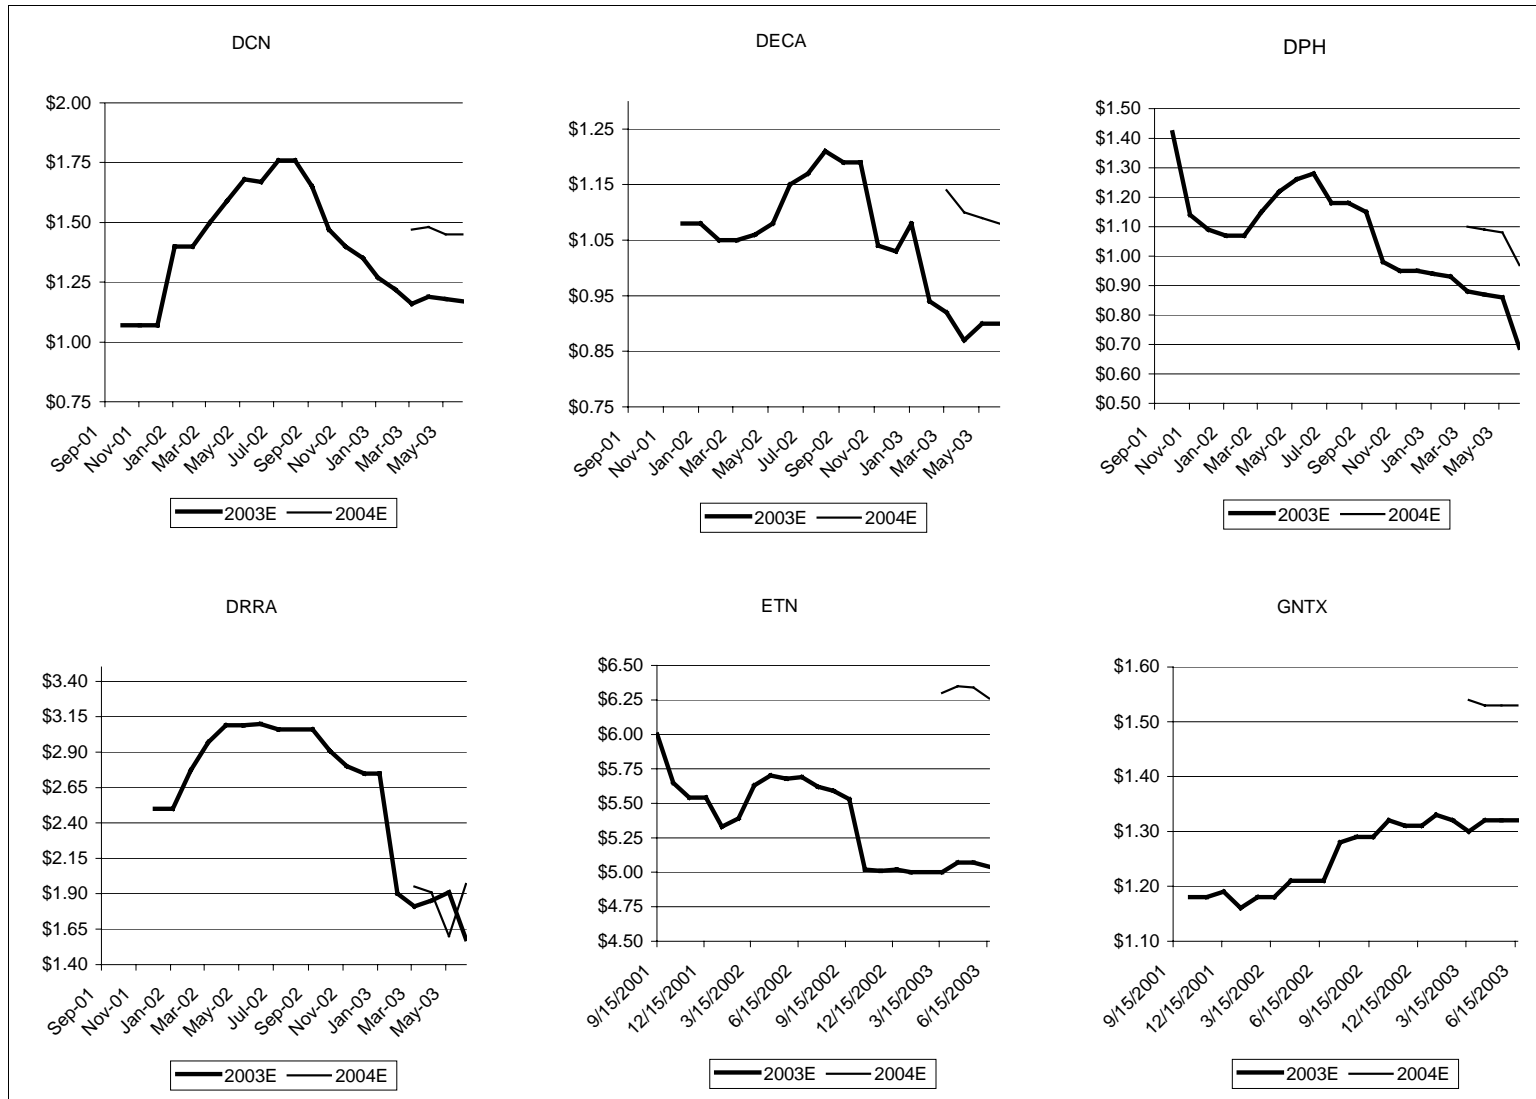 DCN
$2.00
$1.75
$1.50
$1.25
$1.00
$0.75
Sep-01
Nov-01
Jan-02
Mar-02
May-02
Jul-02
Sep-02
Nov-02
Jan-03
Mar-03
May-03
2003E 2004E
DECA
$1.25
$1.15
$1.05
$0.95
$0.85
$0.75
Sep-01
Nov-01
Jan-02
Mar-02
May-02
Jul-02
Sep-02
Nov-02
Jan-03
Mar-03
May-03
2003E 2004E
DPH
$1.50
$1.40
$1.30
$1.20
$1.10
$1.00
$0.90
$0.80
$0.70
$0.60
$0.50
Sep-01
Nov-01
Jan-02
Mar-02
May-02
Jul-02
Sep-02
Nov-02
Jan-03
Mar-03
May-03
2003E 2004E
DRRA
$3.40
$3.15
$2.90
$2.65
$2.40
$2.15
$1.90
$1.65
$1.40
Sep-01
Nov-01
Jan-02
Mar-02
May-02
Jul-02
Sep-02
Nov-02
Jan-03
Mar-03
May-03
2003E 2004E
ETN
$6.50
$6.25
$6.00
$5.75
$5.50
$5.25
$5.00
$4.75
$4.50
9/15/2001
12/15/2001
3/15/2002
6/15/2002
9/15/2002
12/15/2002
3/15/2003
6/15/2003
2003E 2004E
GNTX
$1.60
$1.50
$1.40
$1.30
$1.20
$1.10
9/15/2001
12/15/2001
3/15/2002
6/15/2002
9/15/2002
12/15/2002
3/15/2003
6/15/2003
2003E 2004E